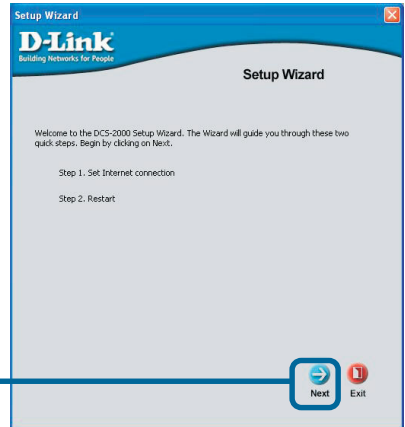 Setup Wizard
D-Link
Building Networks for People
Setup Wizard
Welcome to the DCS-2000 Setup Wizard. The Wizard will guide you through these two
quick steps. Begin by clicking on Next.
Step 1. Set Internet connection
Step 2. Restart
Next
Exit